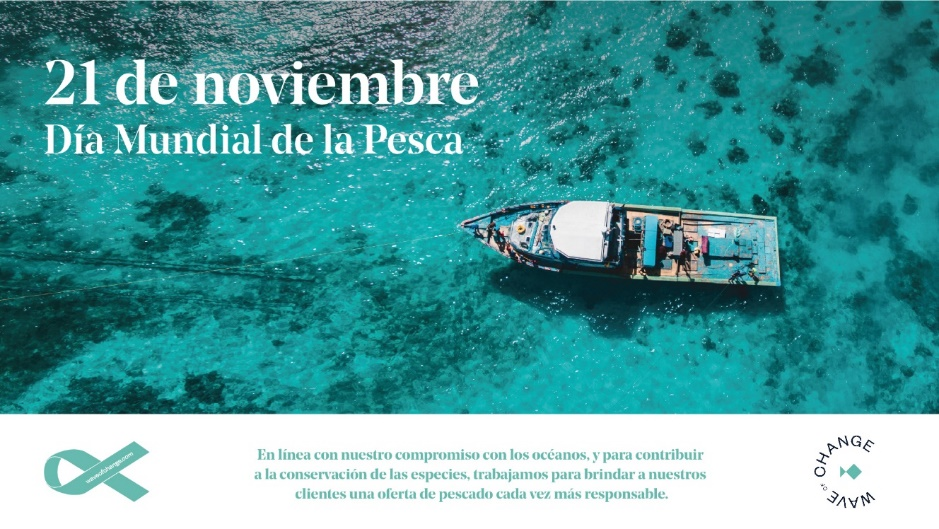 21 de noviembre
Día Mundial de la Pesca
waveofchange.com
En línea con nuestro compromiso con los océanos, y para contribuir
a la conservación de las especies, trabajamos para brindar a nuestros
clientes una oferta de pescado cada vez más responsable.
WAVE OF CHANGE